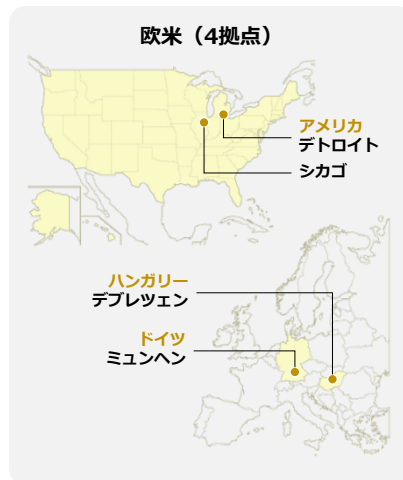 欧米（4拠点）
アメリカ
デトロイト
シカゴ
ハンガリー
デブレツェン
ドイツ
ミュンヘン